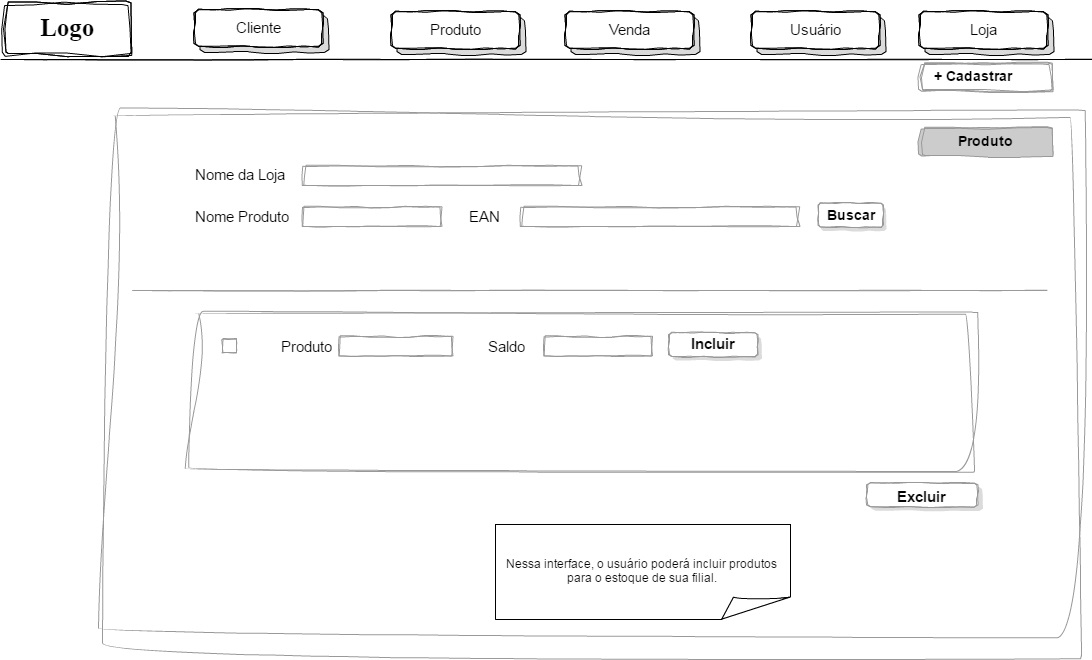 Logo
Cliente
Produto
Venda
Usuário
Loja
+ Cadastrar
Produto
Nome da Loja
Nome Produto
EAN
Buscar
Produto
Saldo
Incluir
Excluir
Nessa interface, o usuário poderá incluir produtos
para o estoque de sua filial.